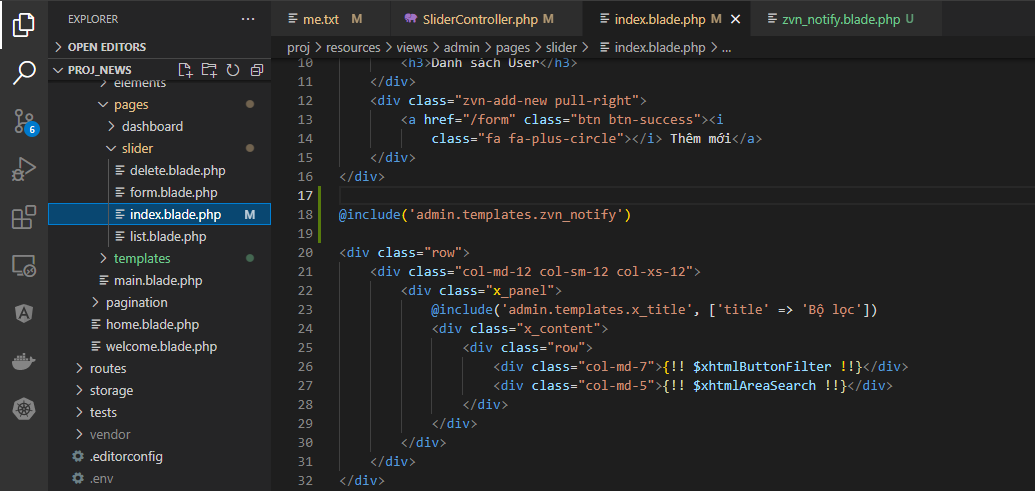 EXPLORER
···
me.txt M
SliderController.php M
index.blade.php M
zvn_notify.blade.php U
OPEN EDITORS
proj > resources > views > admin > pages > slider > index.blade.php > ...
PROJ_NEWS
elements
pages
dashboard
slider
delete.blade.php
form.blade.php
index.blade.php M
list.blade.php
templates
main.blade.php
pagination
home.blade.php
welcome.blade.php
routes
storage
tests
vendor
.editorconfig
.env
6
10 <h3>Danh sách User</h3>
11 </div>
12 <div class="zvn-add-new pull-right">
13 <a href="/form" class="btn btn-success"><i
14 class="fa fa-plus-circle"></i> Thêm mới</a>
15 </div>
16 </div>
17
18 @include('admin.templates.zvn_notify')
19
20 <div class="row">
21 <div class="col-md-12 col-sm-12 col-xs-12">
22 <div class="x_panel">
23 @include('admin.templates.x_title', ['title' => 'Bộ lọc'])
24 <div class="x_content">
25 <div class="row">
26 <div class="col-md-7">{!! $xhtmlButtonFilter !!}</div>
27 <div class="col-md-5">{!! $xhtmlAreaSearch !!}</div>
28 </div>
29 </div>
30 </div>
31 </div>
32 </div>